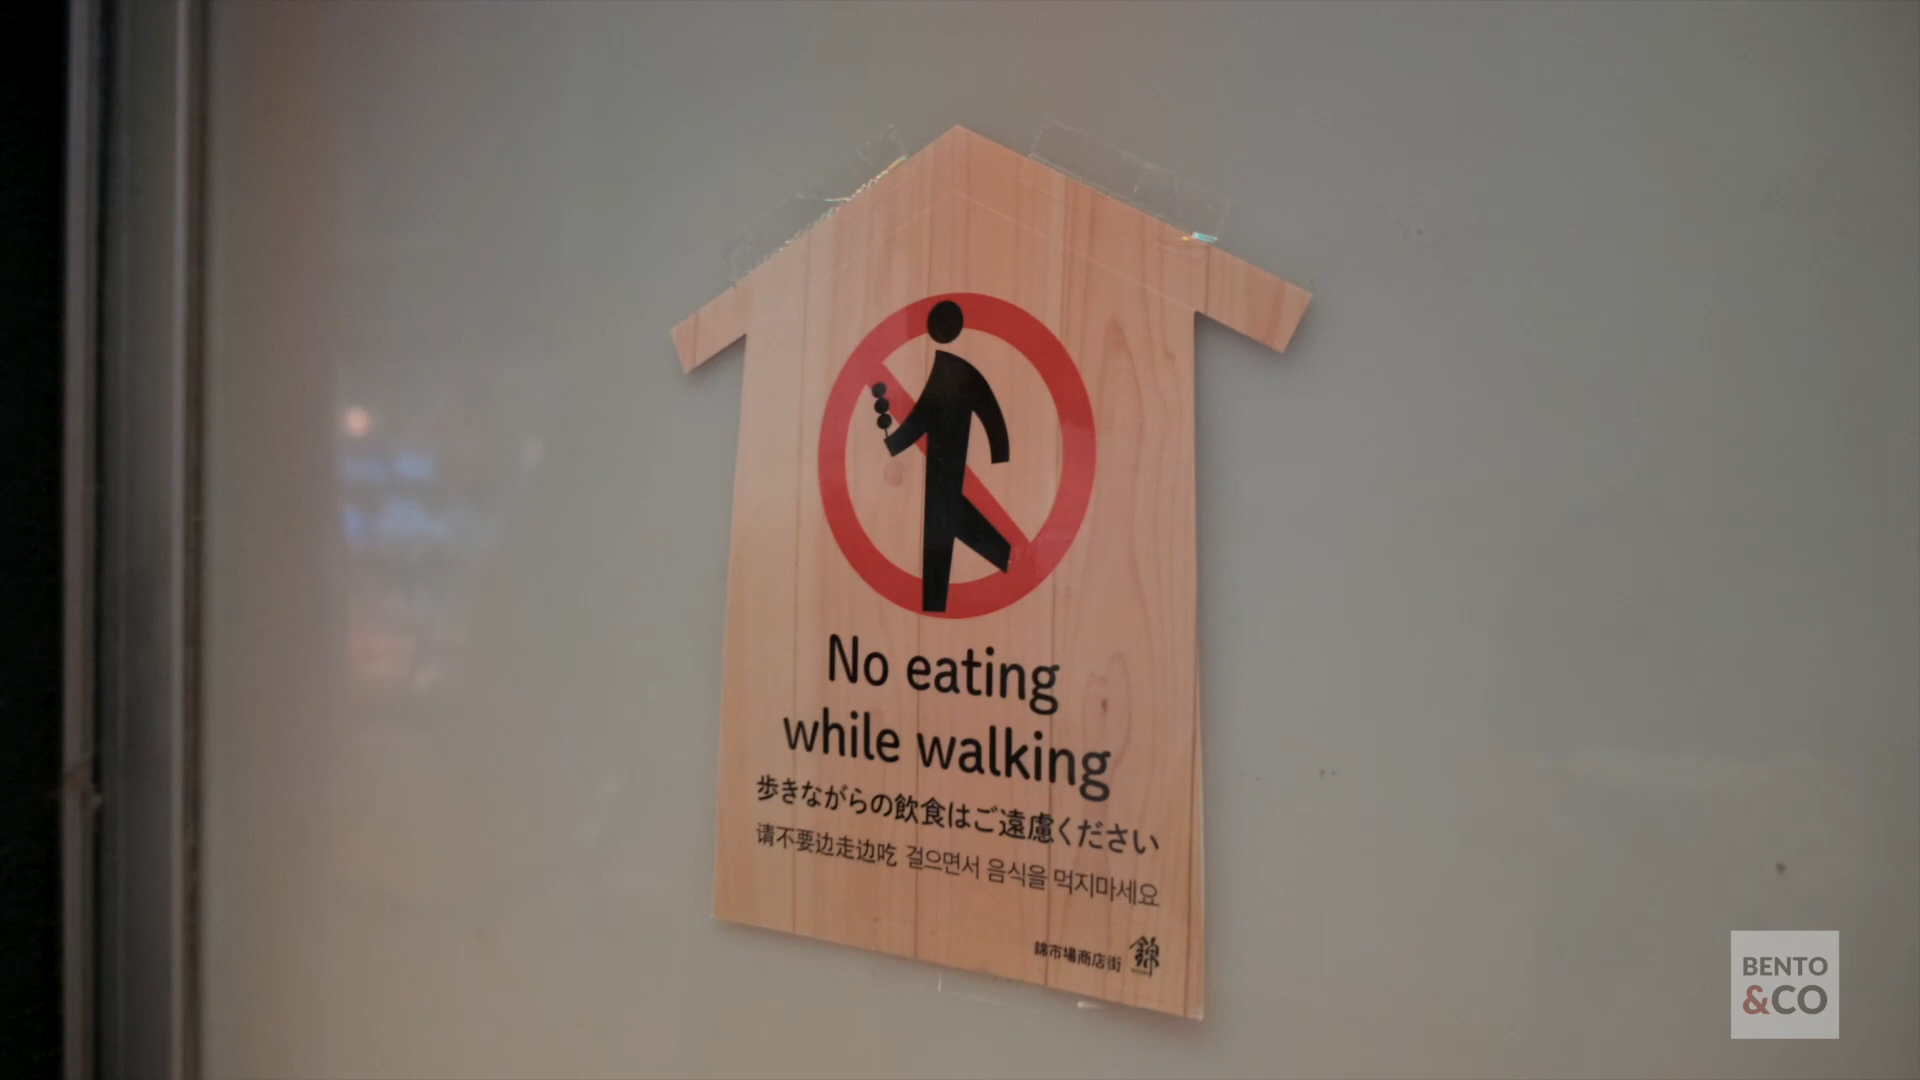 No eating
while walking
歩きながらの飲食はご遠慮ください
请不要边走边吃 걸으면서 음식을 먹지마세요
錦市場商店街 錦
BENTO
&CO